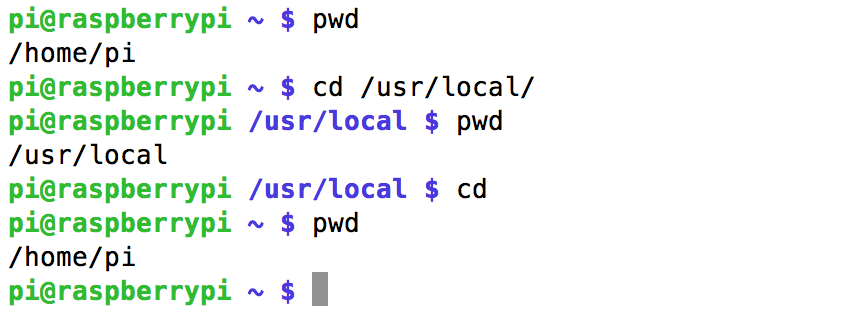 pi@raspberrypi ~ $ pwd
/home/pi
pi@raspberrypi ~ $ cd /usr/local/
pi@raspberrypi /usr/local $ pwd
/usr/local
pi@raspberrypi /usr/local $ cd
pi@raspberrypi ~ $ pwd
/home/pi
pi@raspberrypi ~ $